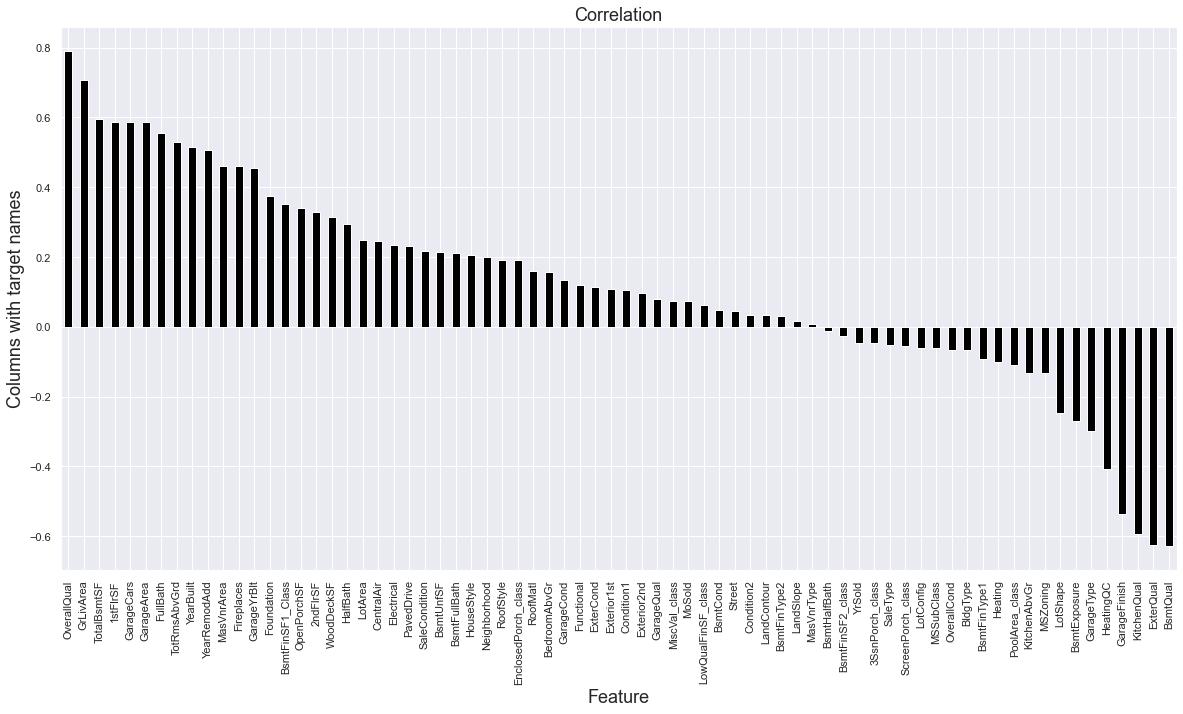 Correlation
Columns with target names
0.8
0.6
0.4
0.2
0.0
−0.2
−0.4
−0.6
OverallQual
GrLivArea
TotalBsmtSF
1stFlrSF
GarageCars
GarageArea
FullBath
TotRmsAbvGrd
YearBuilt
YearRemodAdd
MasVnrArea
Fireplaces
GarageYrBlt
Foundation
BsmtFinSF1_Class
OpenPorchSF
2ndFlrSF
WoodDeckSF
HalfBath
LotArea
CentralAir
Electrical
PavedDrive
SaleCondition
BsmtUnfSF
BsmtFullBath
HouseStyle
Neighborhood
RoofStyle
EnclosedPorch_class
RoofMatl
BedroomAbvGr
GarageCond
Functional
ExterCond
Exterior1st
Condition1
Exterior2nd
GarageQual
MiscVal_class
MoSold
LowQualFinSF_class
BsmtCond
Street
Condition2
LandContour
BsmtFinType2
LandSlope
MasVnrType
BsmtHalfBath
BsmtFinSF2_class
YrSold
3SsnPorch_class
SaleType
ScreenPorch_class
LotConfig
MSSubClass
OverallCond
BldgType
BsmtFinType1
Heating
PoolArea_class
KitchenAbvGr
MSZoning
LotShape
BsmtExposure
GarageType
HeatingQC
GarageFinish
KitchenQual
ExterQual
BsmtQual
Feature